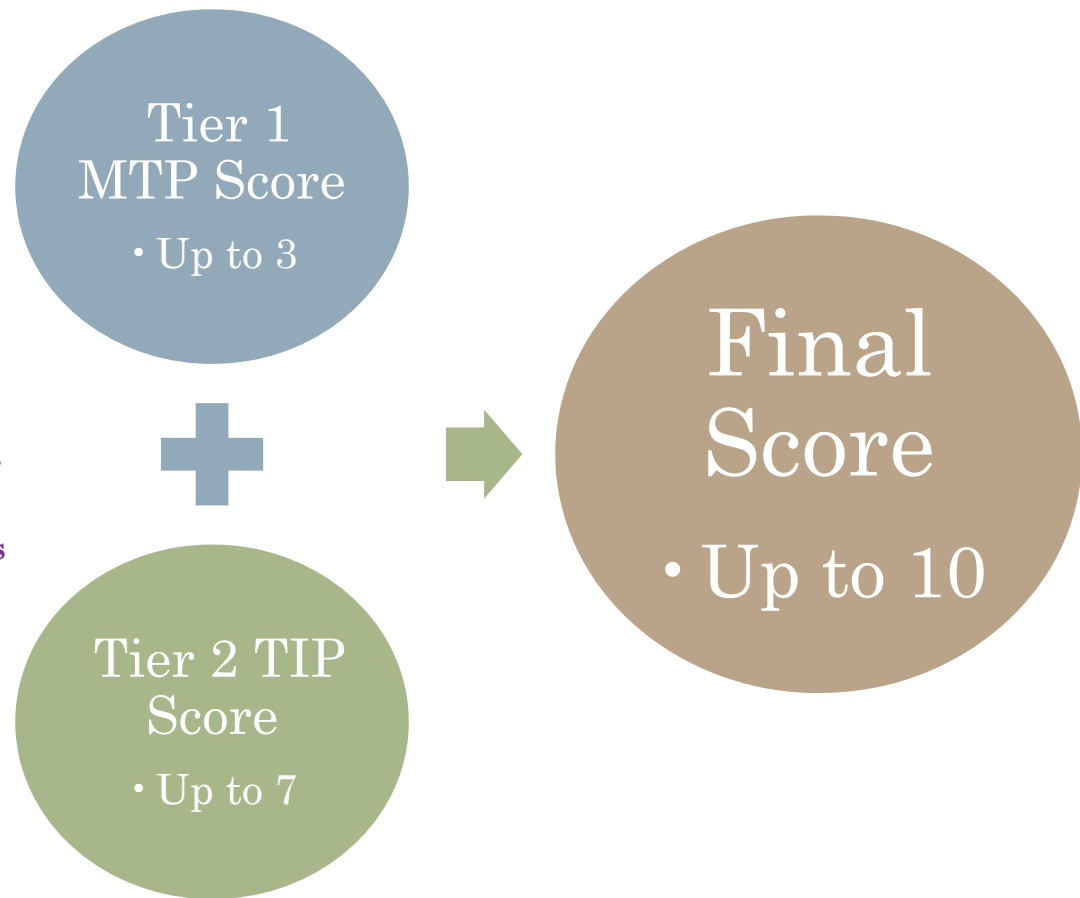 Tier 1
MTP Score
• Up to 3
Tier 2 TIP
Score
• Up to 7
Final
Score
• Up to 10